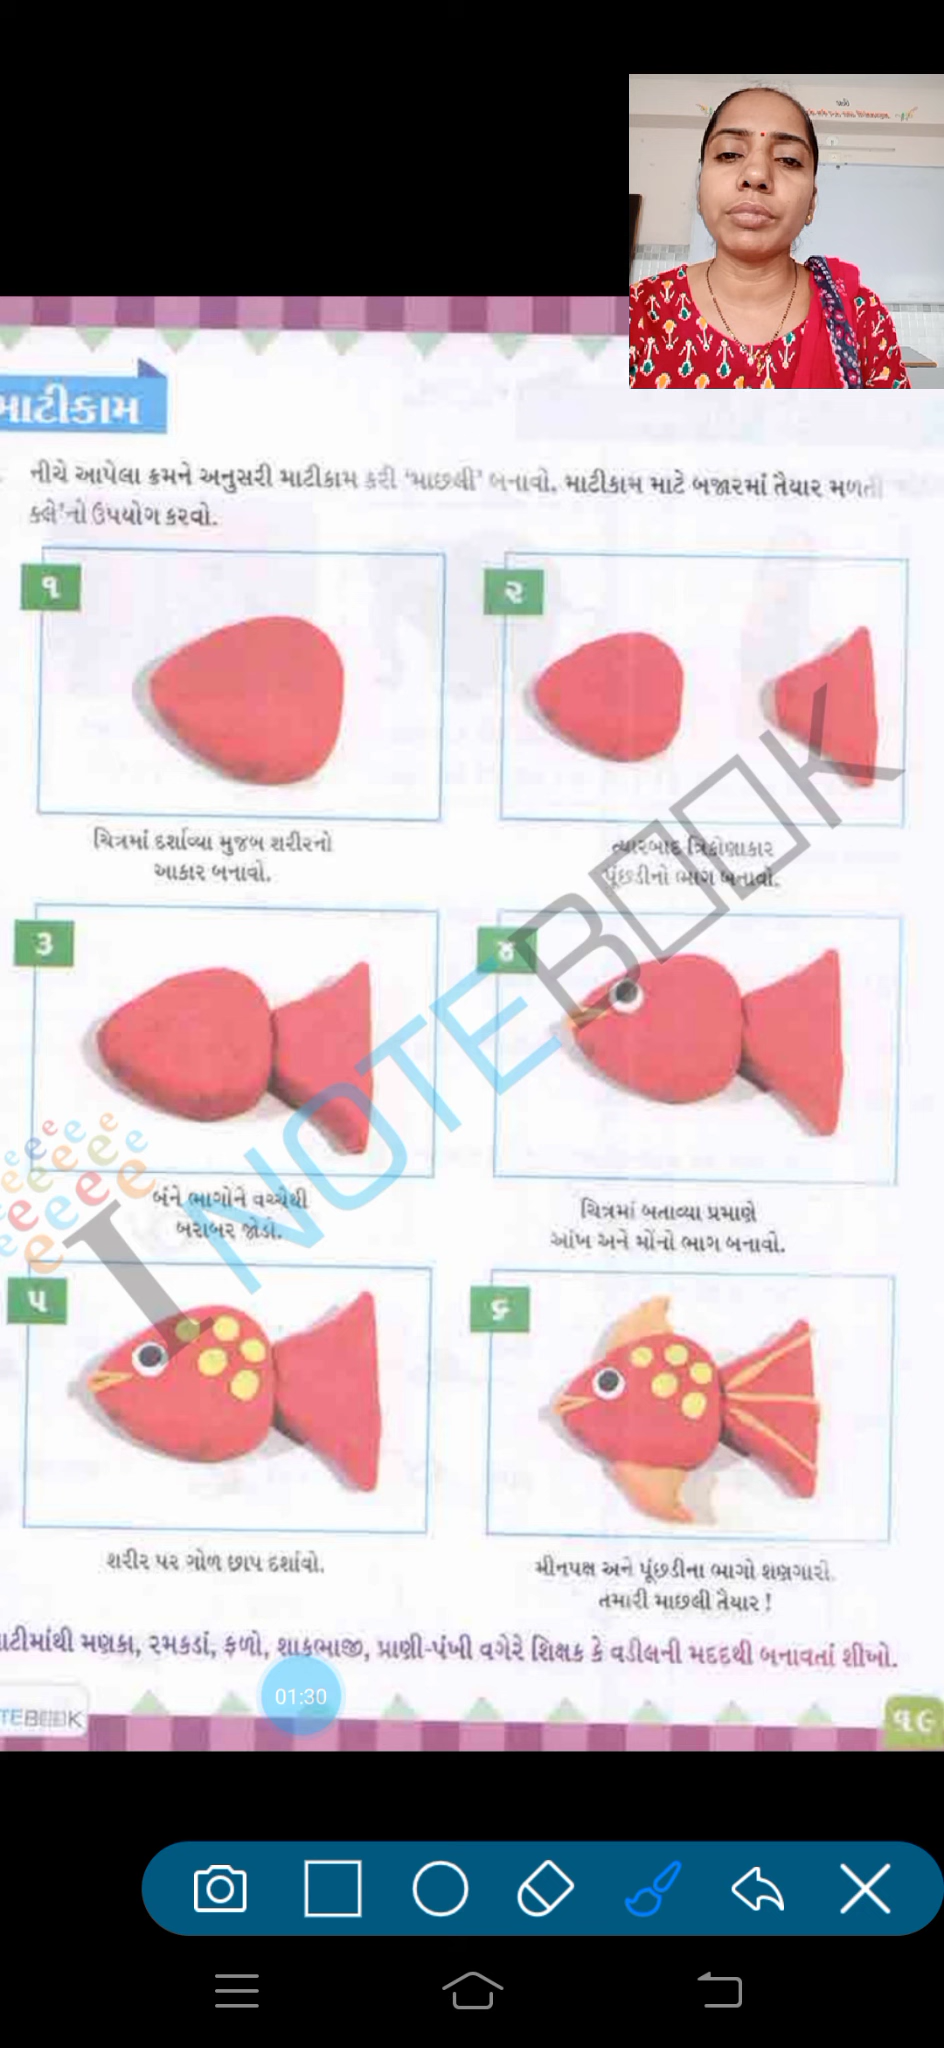 માટીકામ
નીચે આપેલા ક્રમને અનુસરી માટીકામ કરી 'માછલી' બનાવો. માટીકામ માટે બજારમાં તૈયાર મળતી
ક્લે'નો ઉપયોગ કરવો.
૧
૨
ચિત્રમાં દર્શાવ્યા મુજબ શરીરનો
આકાર બનાવો.
ત્યારબાદ ત્રિકોણાકાર
પૂંછડીનો ભાગ બનાવો.
૩
૪
બંને ભાગોને વચ્ચેથી
બરાબર જોડો.
ચિત્રમાં બતાવ્યા પ્રમાણે
આંખ અને મોંનો ભાગ બનાવો.
INOTEBOOK
૫
૬
શરીર પર ગોળ છાપ દર્શાવો.
મીનપક્ષ અને પૂંછડીના ભાગો શણગારો.
તમારી માછલી તૈયાર !
માટીમાંથી મણકા, રમકડાં, ફળો, શાકભાજી, પ્રાણી-પંખી વગેરે શિક્ષક કે વડીલની મદદથી બનાવતાં શીખો.
01:30
TEBOOK
૧૯